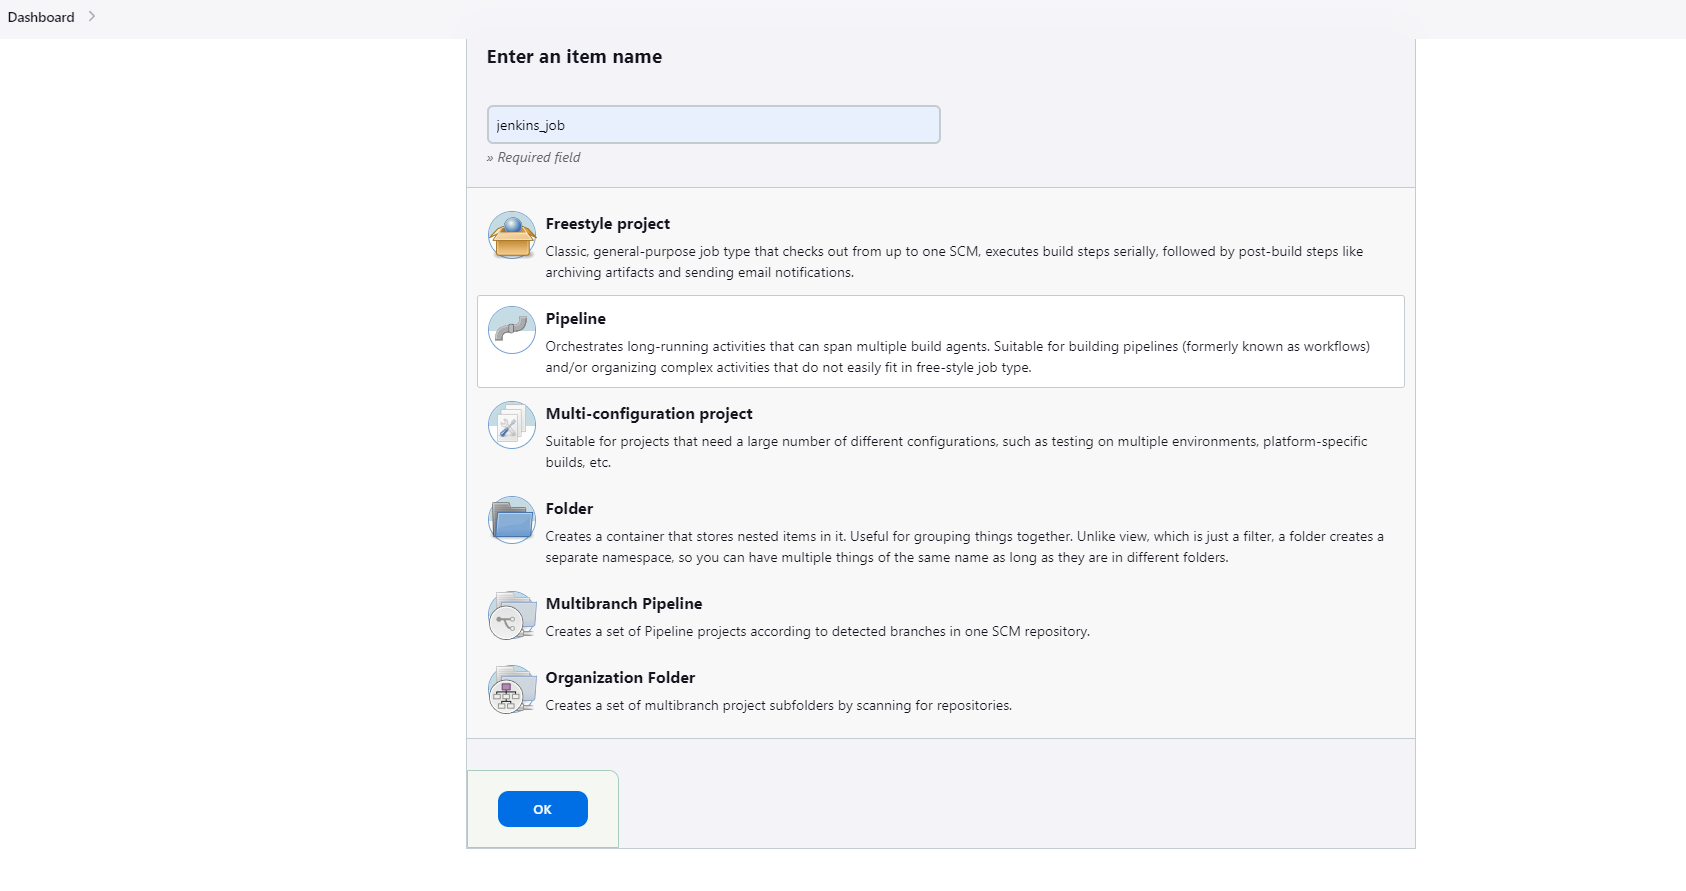 Dashboard
Enter an item name
jenkins_job
» Required field
Freestyle project
Classic, general-purpose job type that checks out from up to one SCM, executes build steps serially, followed by post-build steps like
archiving artifacts and sending email notifications.
Pipeline
Orchestrates long-running activities that can span multiple build agents. Suitable for building pipelines (formerly known as workflows)
and/or organizing complex activities that do not easily fit in free-style job type.
Multi-configuration project
Suitable for projects that need a large number of different configurations, such as testing on multiple environments, platform-specific
builds, etc.
Folder
Creates a container that stores nested items in it. Useful for grouping things together. Unlike view, which is just a filter, a folder creates a
separate namespace, so you can have multiple things of the same name as long as they are in different folders.
Multibranch Pipeline
Creates a set of Pipeline projects according to detected branches in one SCM repository.
Organization Folder
Creates a set of multibranch project subfolders by scanning for repositories.
OK